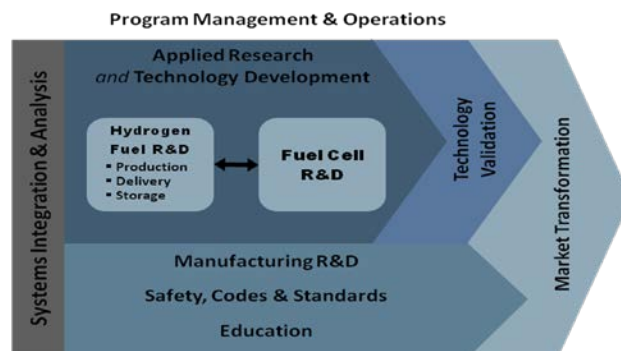 Program Management & Operations
Systems Integration & Analysis
Applied Research
and Technology Development
Hydrogen
Fuel R&D
▪ Production
▪ Delivery
▪ Storage
Fuel Cell
R&D
Technology
Validation
Market Transformation
Manufacturing R&D
Safety, Codes & Standards
Education